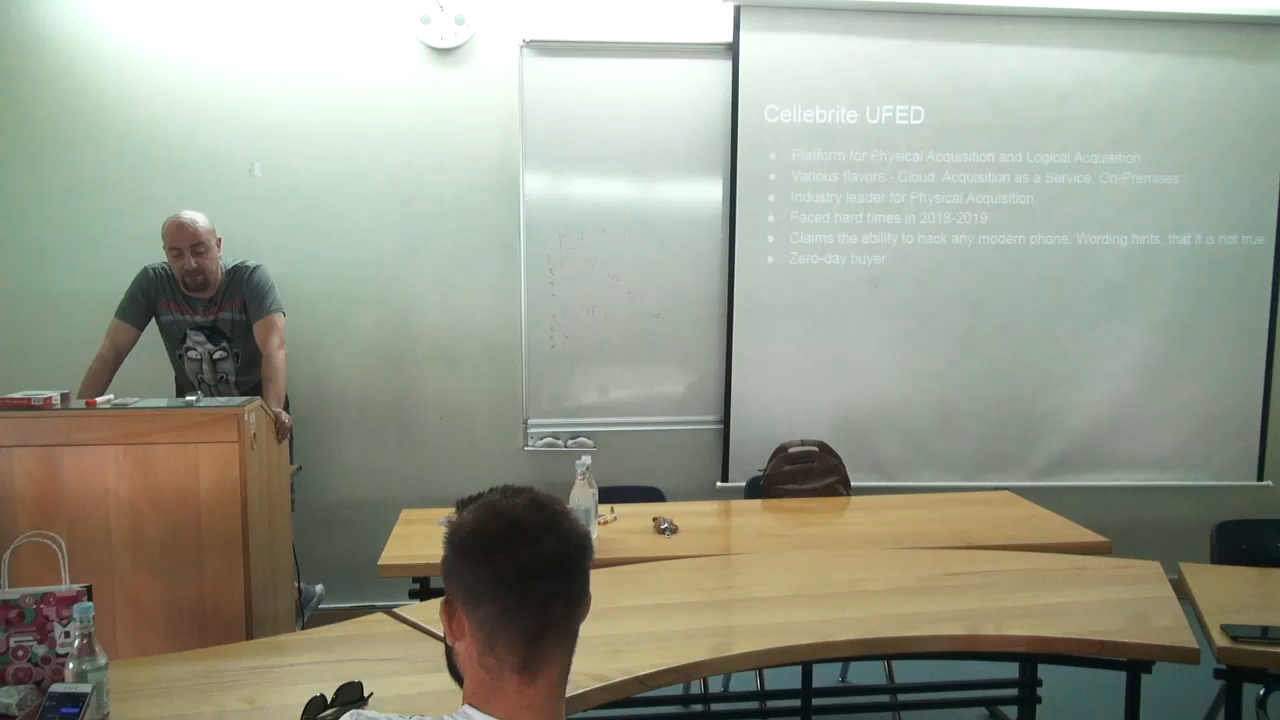 Cellebrite UFED
● Platform for Physical Acquisition and Logical Acquisition
● Various flavors - Cloud, Acquisition as a Service, On-Premises
● Industry leader for Physical Acquisition
● Faced hard times in 2018-2019
● Claims the ability to hack any modern phone. Wording hints, that it is not true
● Zero-day buyer